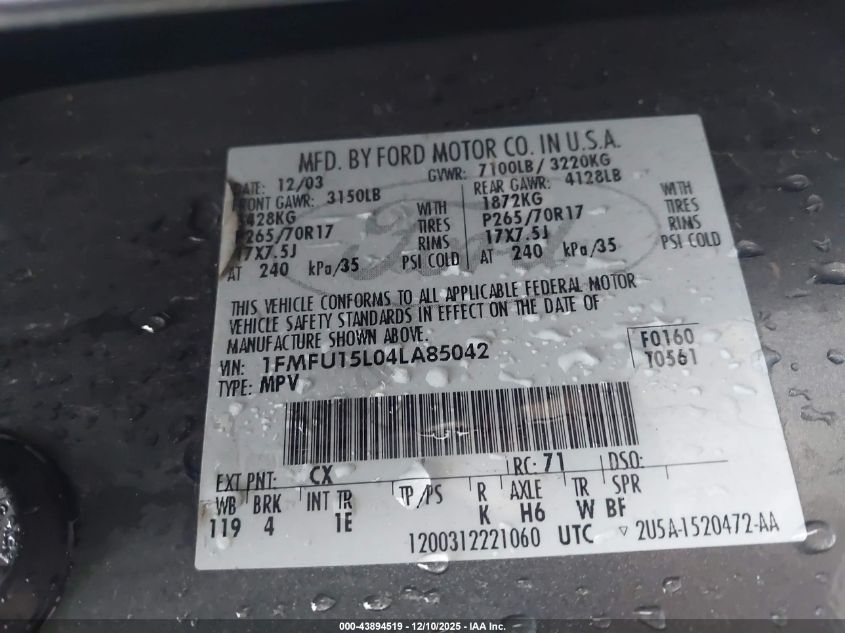 MFD. BY FORD MOTOR CO. IN U.S.A.
DATE: 12/03 GVWR: 7100LB/ 3220KG
FRONT GAWR: 3150LB REAR GAWR: 4128LB
1428KG WITH 1872KG WITH
P265/70R17 TIRES P265/70R17 TIRES
17X7.5J RIMS 17X7.5J RIMS
AT 240 kPa/35 PSI COLD AT 240 kPa/35 PSI COLD
Ford
THIS VEHICLE CONFORMS TO ALL APPLICABLE FEDERAL MOTOR
VEHICLE SAFETY STANDARDS IN EFFECT ON THE DATE OF
MANUFACTURE SHOWN ABOVE.
VIN: 1FMFU15L04LA85042 F0160
TYPE: MPV T0561
EXT PNT: CX RC: 71 DSO:
WB BRK INT TR TP/PS R AXLE TR SPR
119 4 1E K H6 W BF
1200312221060 UTC ▽ 2U5A-1520472-AA
000-43894519 - 12/10/2025 - IAA Inc.